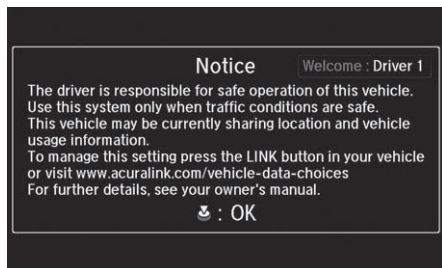 Notice
Welcome : Driver 1
The driver is responsible for safe operation of this vehicle.
Use this system only when traffic conditions are safe.
This vehicle may be currently sharing location and vehicle
usage information.
To manage this setting press the LINK button in your vehicle
or visit www.acuralink.com/vehicle-data-choices
For further details, see your owner's manual.
: OK